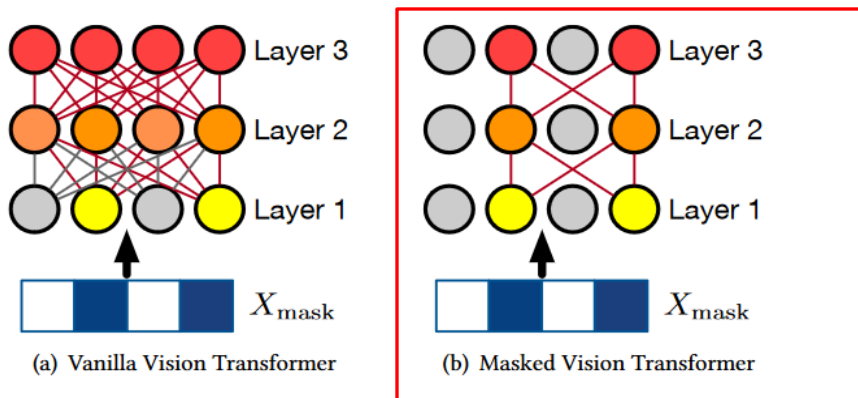 Layer 3
Layer 2
Layer 1
X_mask
(a) Vanilla Vision Transformer
Layer 3
Layer 2
Layer 1
X_mask
(b) Masked Vision Transformer